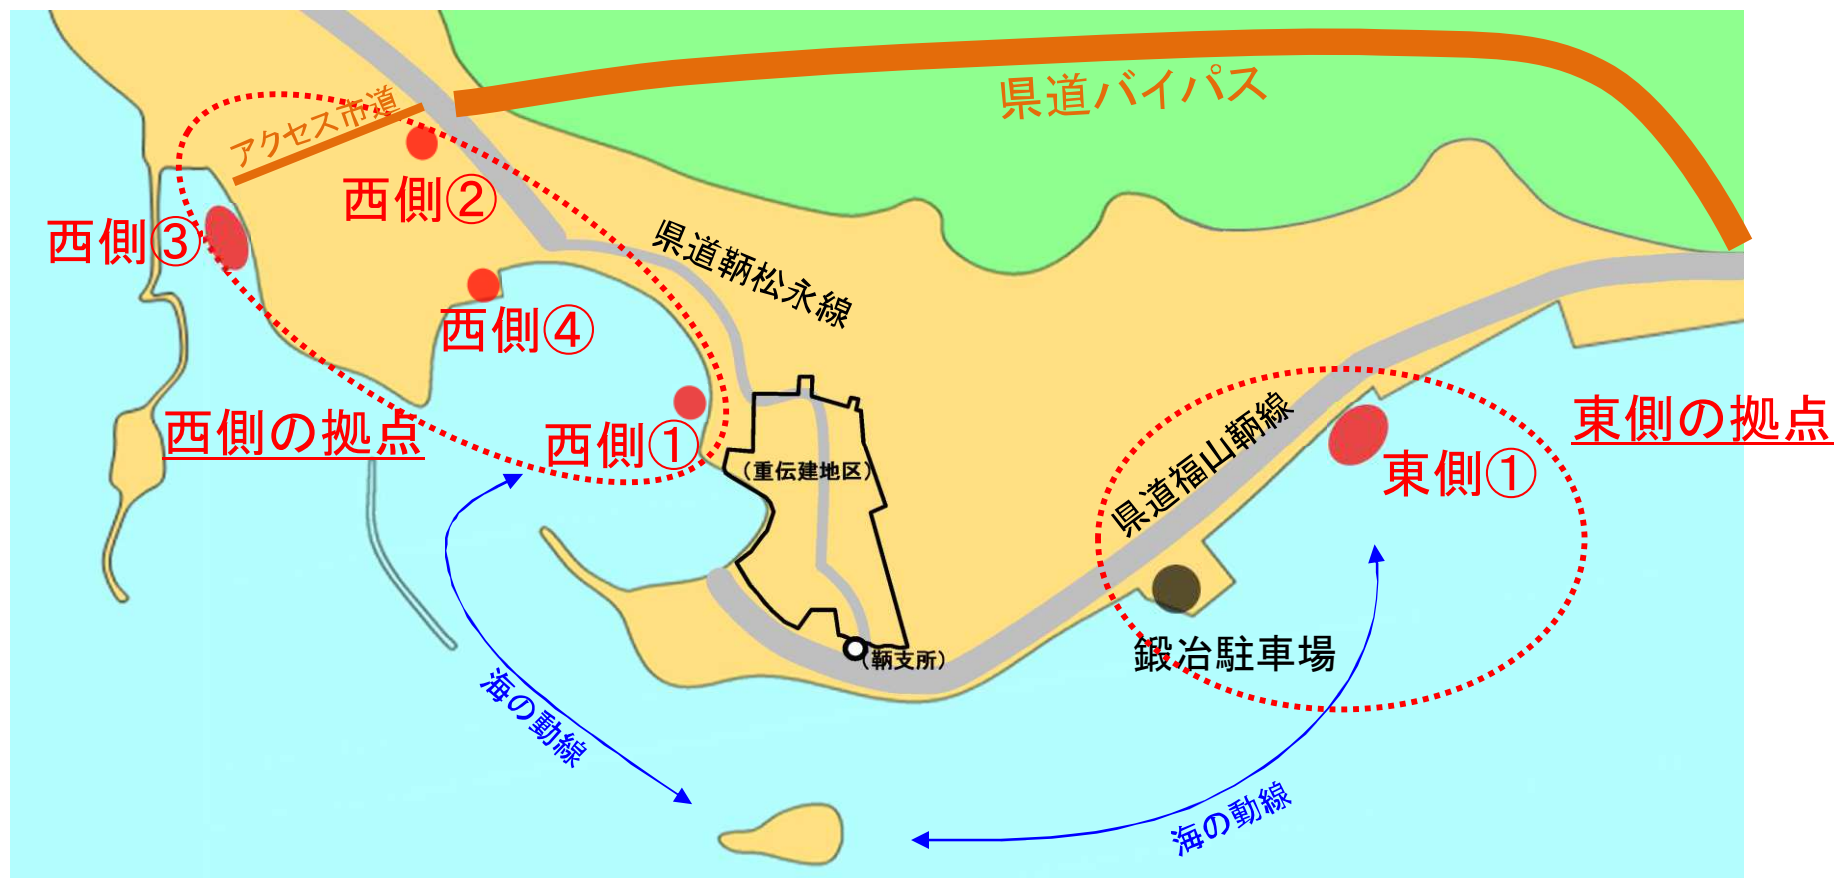 県道バイパス
アクセス市道
西側②
西側③
県道鞆松永線
西側④
西側の拠点
西側①
(重伝建地区)
県道福山鞆線
東側の拠点
東側①
鍛冶駐車場
(鞆支所)
海の動線
海の動線